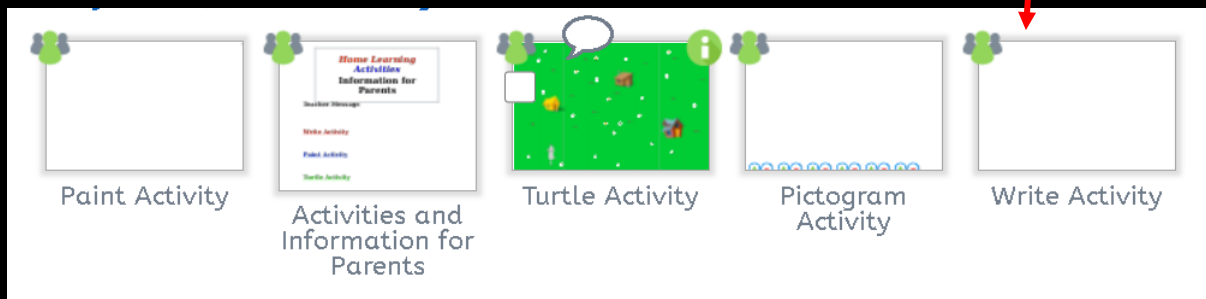 Home Learning
Activities
Information for
Parents
Teacher Message
Write Activity
Paint Activity
Turtle Activity
Paint Activity
Activities and
Information for
Parents
Turtle Activity
Pictogram
Activity
Write Activity